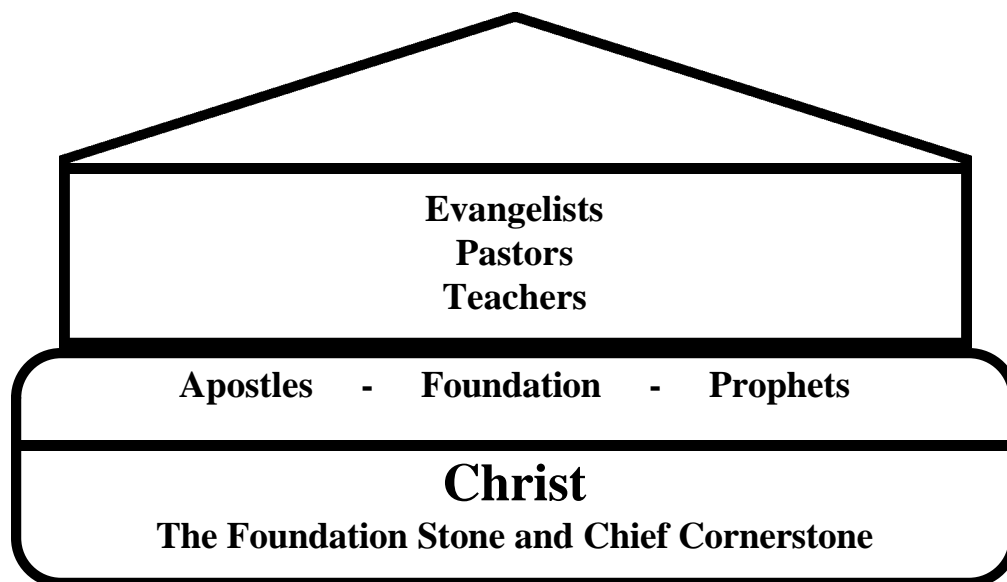 Evangelists
Pastors
Teachers
Apostles - Foundation - Prophets
Christ
The Foundation Stone and Chief Cornerstone